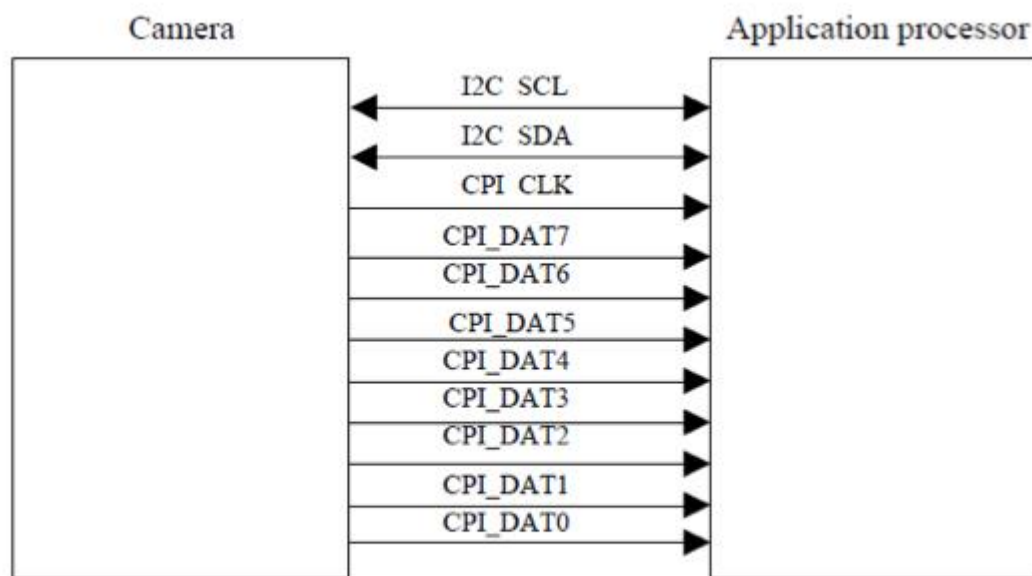 Camera
Application processor
I2C SCL
I2C SDA
CPI CLK
CPI_DAT7
CPI_DAT6
CPI_DAT5
CPI_DAT4
CPI_DAT3
CPI_DAT2
CPI_DAT1
CPI_DAT0